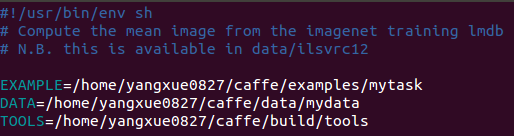 #!/usr/bin/env sh
# Compute the mean image from the imagenet training lmdb
# N.B. this is available in data/ilsvrc12
EXAMPLE=/home/yangxue0827/caffe/examples/mytask
DATA=/home/yangxue0827/caffe/data/mydata
TOOLS=/home/yangxue0827/caffe/build/tools